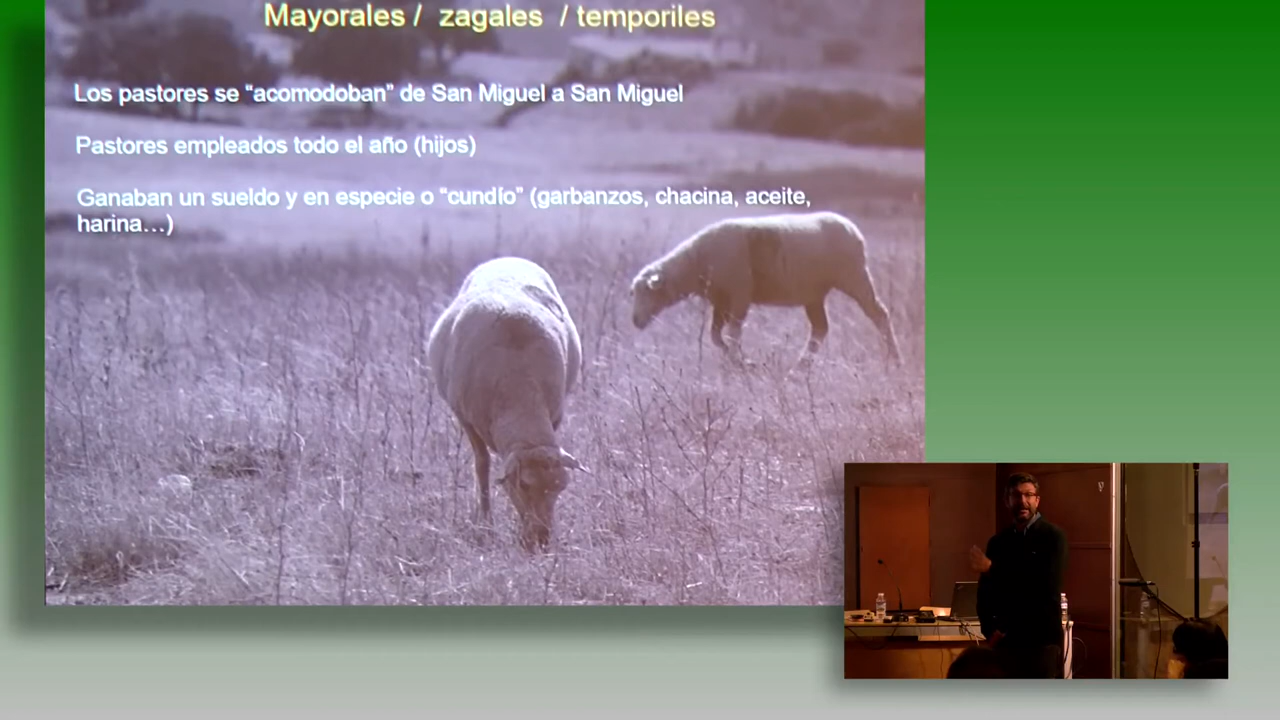 Mayorales / zagales / temporiles
Los pastores se “acomodoban” de San Miguel a San Miguel
Pastores empleados todo el año (hijos)
Ganaban un sueldo y en especie o “cundío” (garbanzos, chacina, aceite,
harina…)